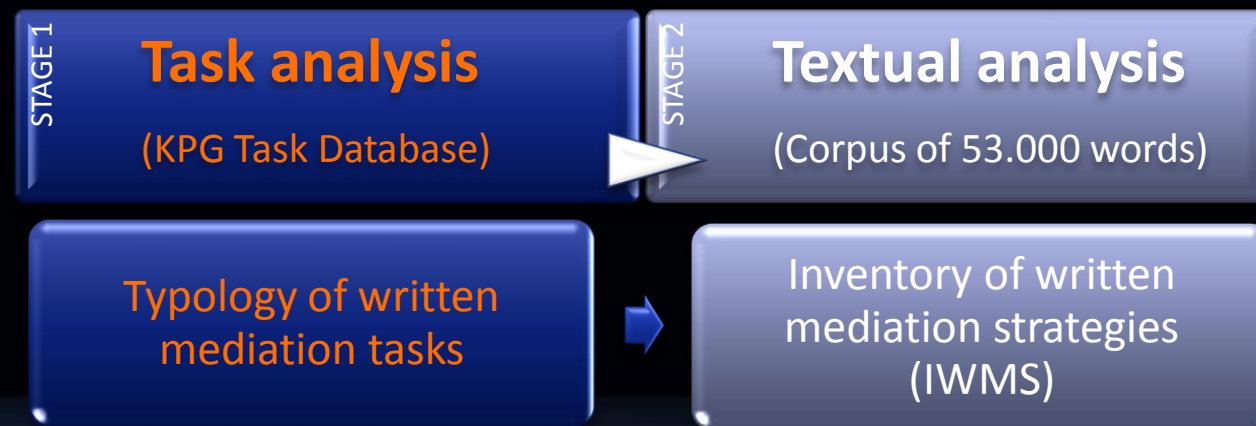 STAGE 1
Task analysis
(KPG Task Database)
STAGE 2
Textual analysis
(Corpus of 53.000 words)
Typology of written
mediation tasks
Inventory of written
mediation strategies
(IWMS)